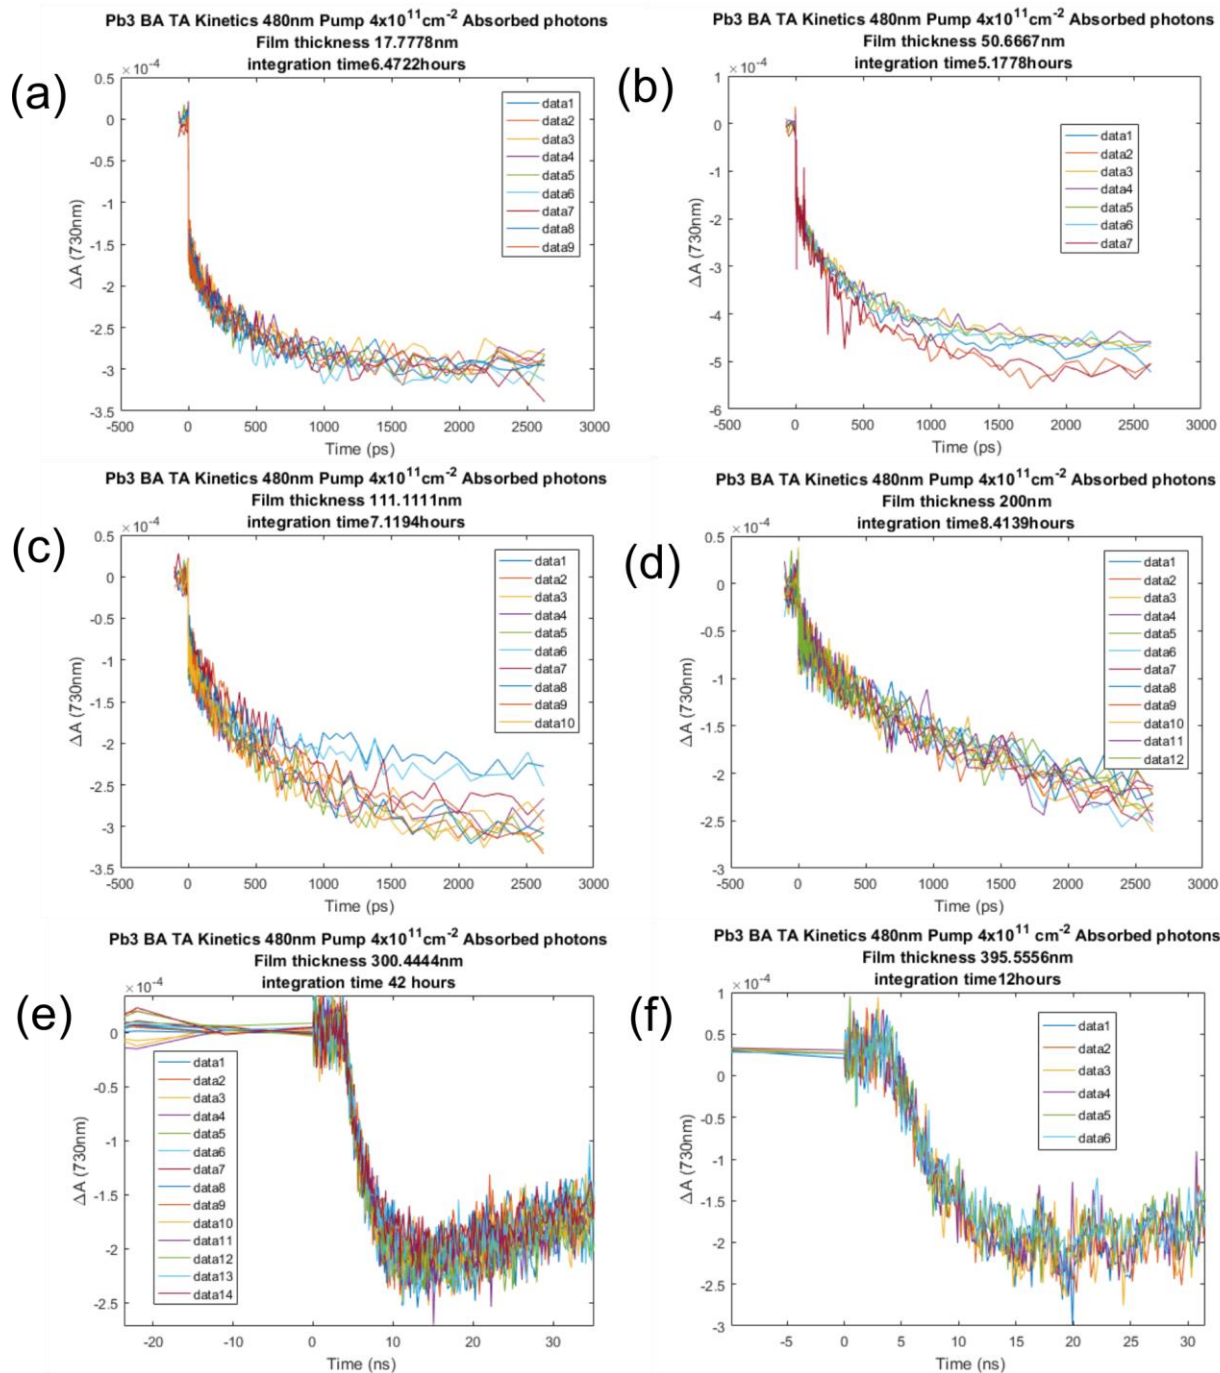 (a)
Pb3 BA TA Kinetics 480nm Pump 4x10^11cm^-2 Absorbed photons
Film thickness 17.7778nm
integration time6.4722hours
×10^-4
0.5
0
-0.5
-1
-1.5
-2
-2.5
-3
-3.5
ΔA (730nm)
data1
data2
data3
data4
data5
data6
data7
data8
data9
-500 0 500 1000 1500 2000 2500 3000
Time (ps)
(b)
Pb3 BA TA Kinetics 480nm Pump 4x10^11cm^-2 Absorbed photons
Film thickness 50.6667nm
integration time5.1778hours
×10^-4
1
0
-1
-2
-3
-4
-5
-6
ΔA (730nm)
data1
data2
data3
data4
data5
data6
data7
-500 0 500 1000 1500 2000 2500 3000
Time (ps)
(c)
Pb3 BA TA Kinetics 480nm Pump 4x10^11cm^-2 Absorbed photons
Film thickness 111.1111nm
integration time7.1194hours
×10^-4
0.5
0
-0.5
-1
-1.5
-2
-2.5
-3
-3.5
ΔA (730nm)
data1
data2
data3
data4
data5
data6
data7
data8
data9
data10
-500 0 500 1000 1500 2000 2500 3000
Time (ps)
(d)
Pb3 BA TA Kinetics 480nm Pump 4x10^11cm^-2 Absorbed photons
Film thickness 200nm
integration time8.4139hours
×10^-4
0.5
0
-0.5
-1
-1.5
-2
-2.5
-3
ΔA (730nm)
data1
data2
data3
data4
data5
data6
data7
data8
data9
data10
data11
data12
-500 0 500 1000 1500 2000 2500 3000
Time (ps)
(e)
Pb3 BA TA Kinetics 480nm Pump 4x10^11cm^-2 Absorbed photons
Film thickness 300.4444nm
integration time 42 hours
×10^-4
0
-0.5
-1
-1.5
-2
-2.5
ΔA (730nm)
data1
data2
data3
data4
data5
data6
data7
data8
data9
data10
data11
data12
data13
data14
-20 -10 0 10 20 30
Time (ns)
(f)
Pb3 BA TA Kinetics 480nm Pump 4x10^11 cm^-2 Absorbed photons
Film thickness 395.5556nm
integration time12hours
×10^-4
1
0.5
0
-0.5
-1
-1.5
-2
-2.5
-3
ΔA (730nm)
data1
data2
data3
data4
data5
data6
-5 0 5 10 15 20 25 30
Time (ns)